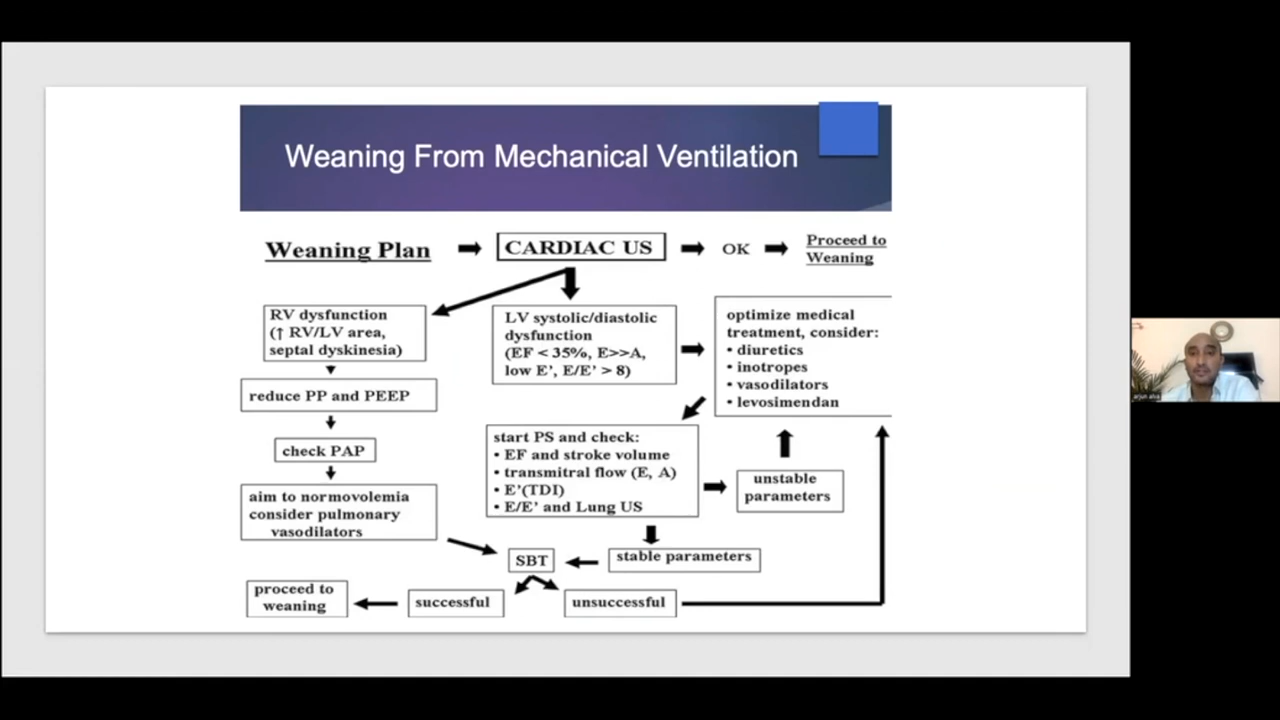 Weaning From Mechanical Ventilation
Weaning Plan
CARDIAC US
OK
Proceed to
Weaning
RV dysfunction
(↑ RV/LV area,
septal dyskinesia)
reduce PP and PEEP
check PAP
aim to normovolemia
consider pulmonary
vasodilators
LV systolic/diastolic
dysfunction
(EF < 35%, E>>A,
low E’, E/E’ > 8)
optimize medical
treatment, consider:
• diuretics
• inotropes
• vasodilators
• levosimendan
start PS and check:
• EF and stroke volume
• transmitral flow (E, A)
• E’(TDI)
• E/E’ and Lung US
unstable
parameters
stable parameters
SBT
successful
unsuccessful
proceed to
weaning
arjun alva